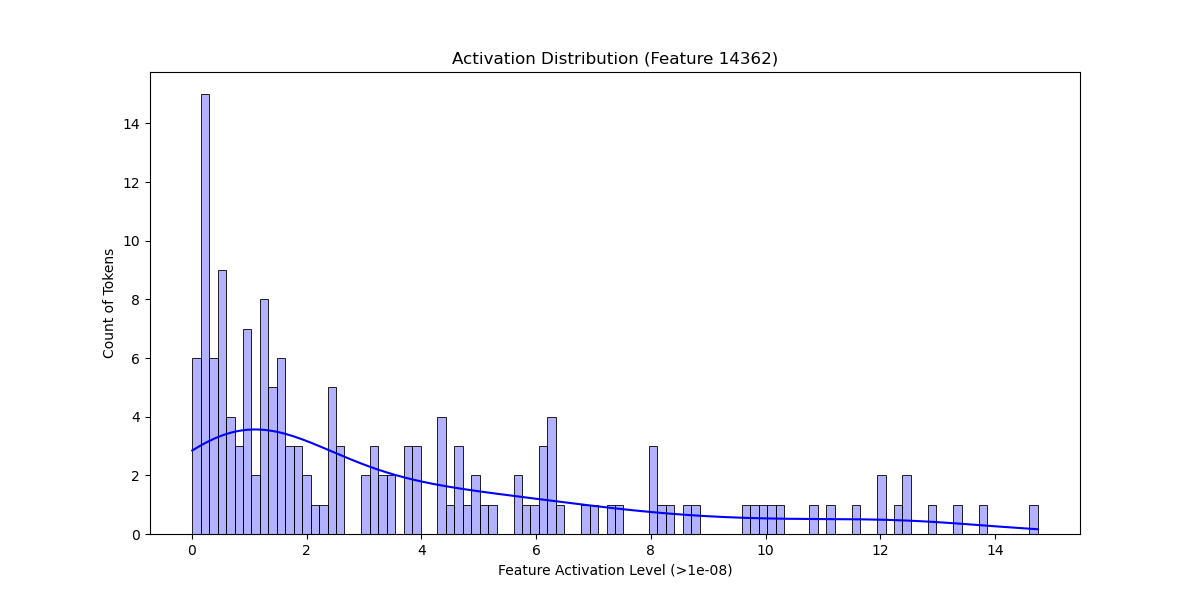 Activation Distribution (Feature 14362)
14
12
10
8
6
4
2
0
Count of Tokens
0 2 4 6 8 10 12 14
Feature Activation Level (>1e-08)